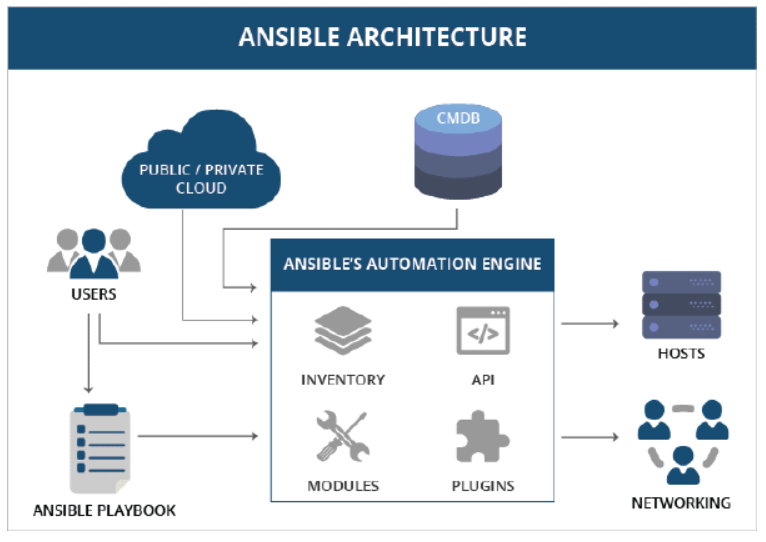 ANSIBLE ARCHITECTURE
CMDB
PUBLIC / PRIVATE
CLOUD
USERS
ANSIBLE'S AUTOMATION ENGINE
INVENTORY
API
MODULES
PLUGINS
HOSTS
NETWORKING
ANSIBLE PLAYBOOK